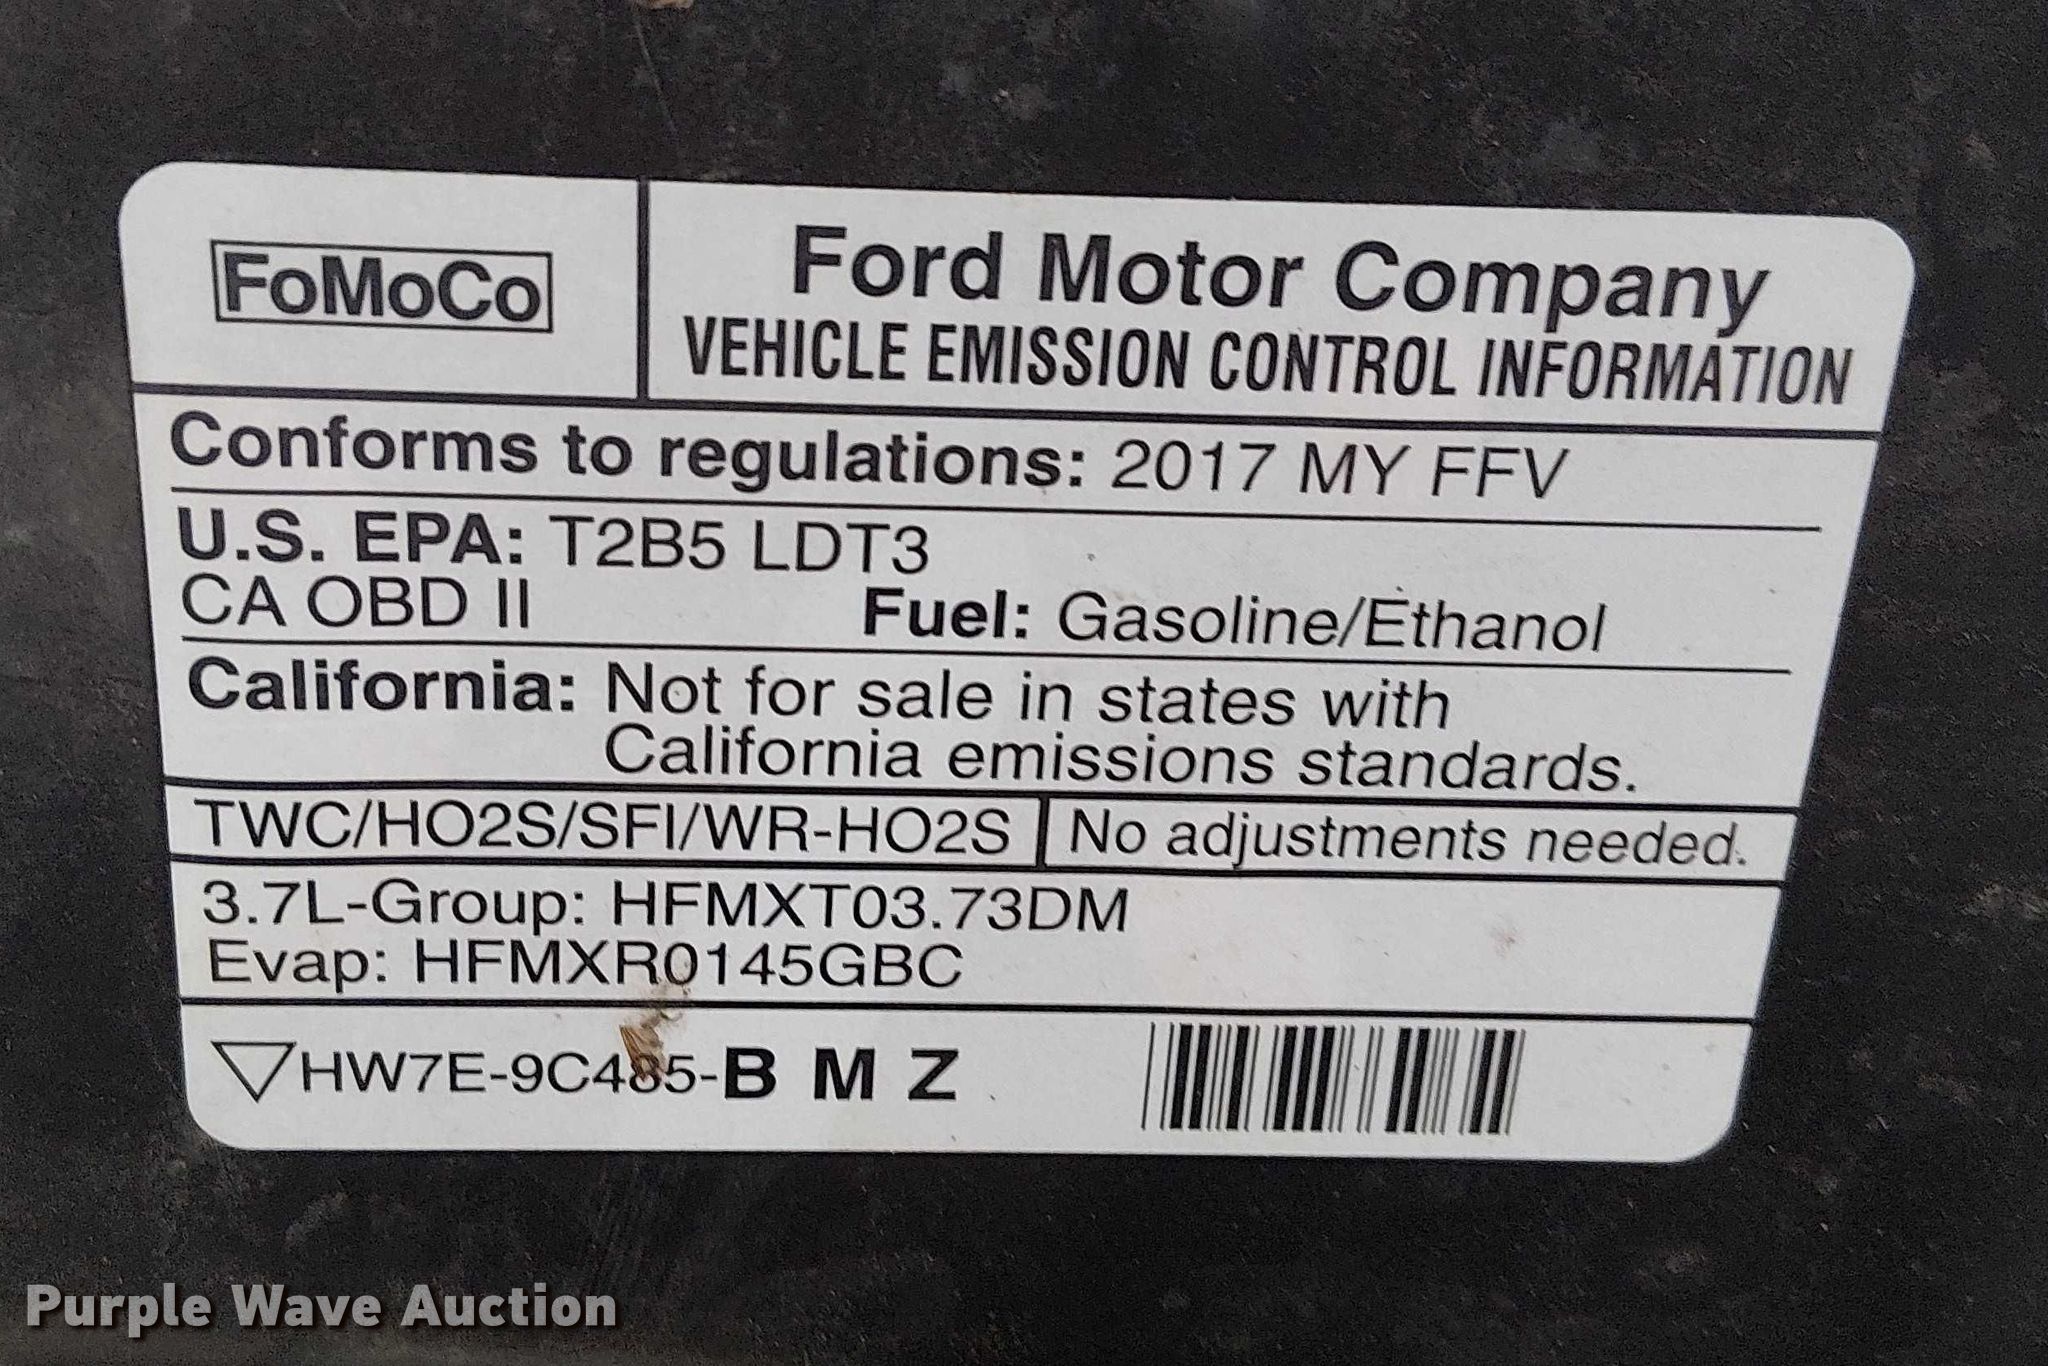 FoMoCo
Ford Motor Company
VEHICLE EMISSION CONTROL INFORMATION
Conforms to regulations: 2017 MY FFV
U.S. EPA: T2B5 LDT3
CA OBD II
Fuel: Gasoline/Ethanol
California: Not for sale in states with
California emissions standards.
TWC/HO2S/SFI/WR-HO2S
No adjustments needed.
3.7L-Group: HFMXT03.73DM
Evap: HFMXR0145GBC
HW7E-9C485-B M Z
Purple Wave Auction